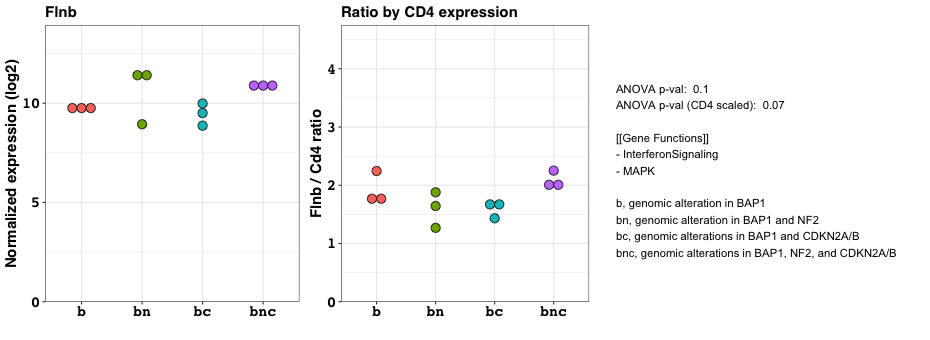 Flnb
Normalized expression (log2)
10
5
0
b
bn
bc
bnc
Ratio by CD4 expression
Flnb / Cd4 ratio
4
3
2
1
0
b
bn
bc
bnc
ANOVA p-val:  0.1
ANOVA p-val (CD4 scaled):  0.07
[[Gene Functions]]
- InterferonSignaling
- MAPK
b, genomic alteration in BAP1
bn, genomic alteration in BAP1 and NF2
bc, genomic alterations in BAP1 and CDKN2A/B
bnc, genomic alterations in BAP1, NF2, and CDKN2A/B